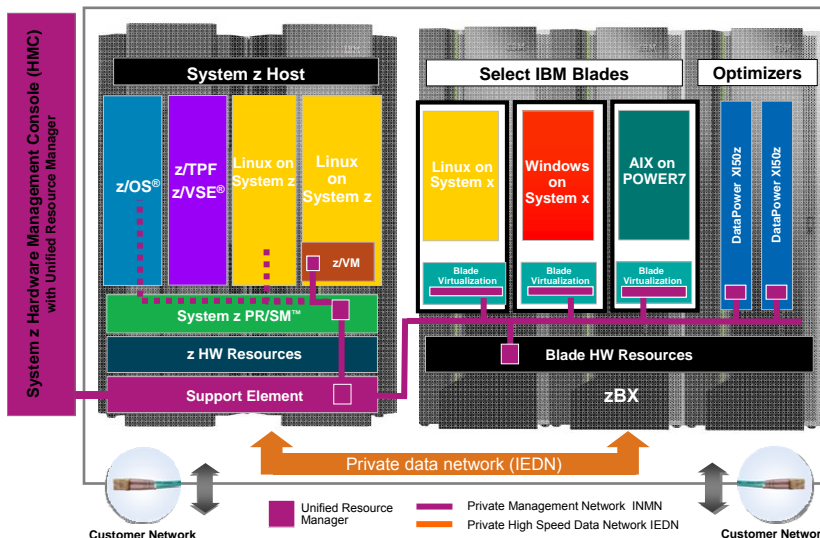 System z Hardware Management Console (HMC)
with Unified Resource Manager
System z Host
Select IBM Blades
Optimizers
z/OS®
z/TPF
z/VSE®
Linux on
System z
Linux
on
System z
z/VM
Linux on
System x
Windows
on
System x
AIX on
POWER7
DataPower XI50z
DataPower XI50z
Blade
Virtualization
Blade
Virtualization
Blade
Virtualization
System z PR/SM™
z HW Resources
Support Element
Blade HW Resources
zBX
Private data network (IEDN)
Customer Network
Unified Resource
Manager
Private Management Network INMN
Private High Speed Data Network IEDN
Customer Network